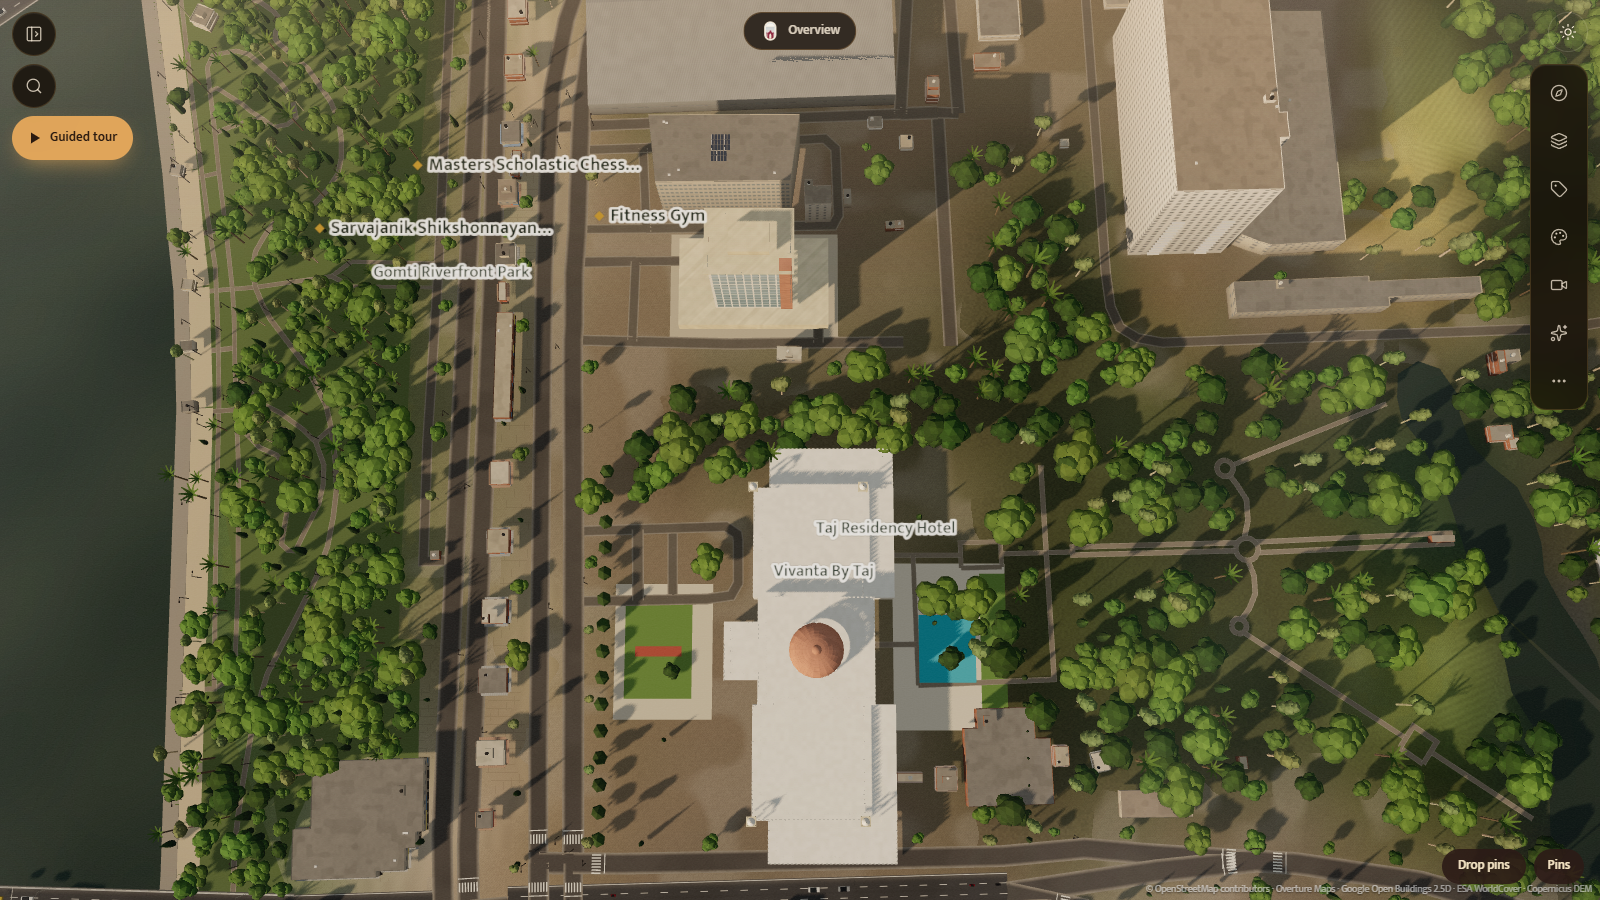 Overview
Guided tour
Masters Scholastic Chess...
Fitness Gym
Sarvajanik Shikshonnayan...
Gomti Riverfront Park
Taj Residency Hotel
Vivanta By Taj
Drop pins
Pins
© OpenStreetMap contributors · Overture Maps · Google Open Buildings 2.5D · ESA WorldCover · Copernicus DEM